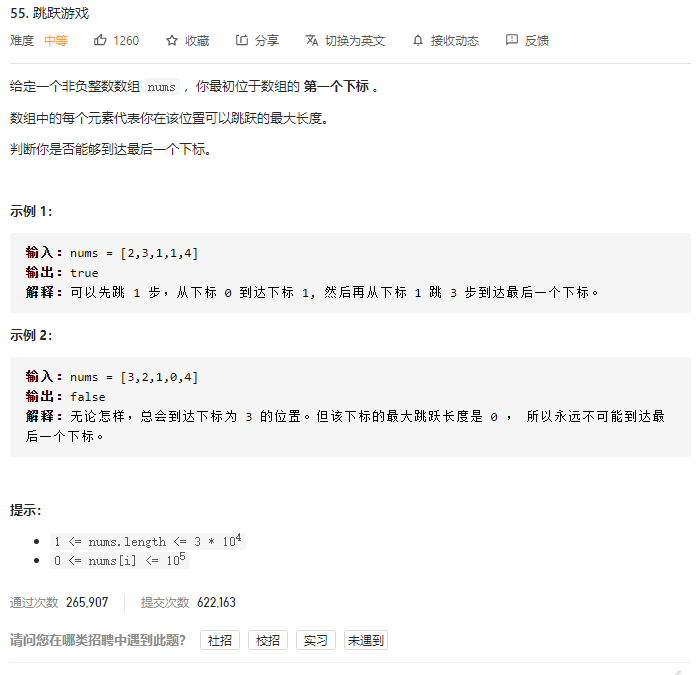 55. 跳跃游戏
难度 中等 1260 收藏 分享 切换为英文 接收动态 反馈
给定一个非负整数数组 nums ，你最初位于数组的 第一个下标 。
数组中的每个元素代表你在该位置可以跳跃的最大长度。
判断你是否能够到达最后一个下标。
示例 1：
输入：nums = [2,3,1,1,4]
输出：true
解释：可以先跳 1 步，从下标 0 到达下标 1, 然后再从下标 1 跳 3 步到达最后一个下标。
示例 2：
输入：nums = [3,2,1,0,4]
输出：false
解释：无论怎样，总会到达下标为 3 的位置。但该下标的最大跳跃长度是 0 ， 所以永远不可能到达最
后一个下标。
提示：
1 <= nums.length <= 3 * 10⁴
0 <= nums[i] <= 10⁵
通过次数 265,907 提交次数 622,163
请问您在哪类招聘中遇到此题？ 社招 校招 实习 未遇到